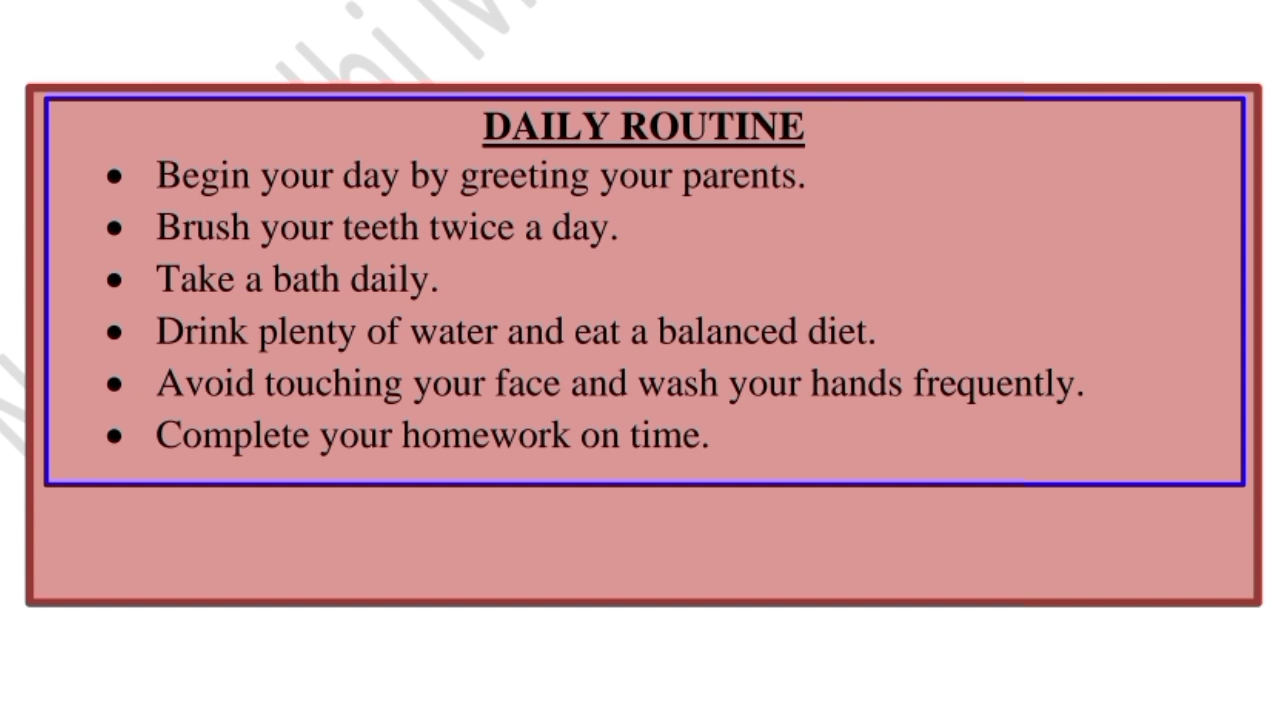 DAILY ROUTINE
• Begin your day by greeting your parents.
• Brush your teeth twice a day.
• Take a bath daily.
• Drink plenty of water and eat a balanced diet.
• Avoid touching your face and wash your hands frequently.
• Complete your homework on time.